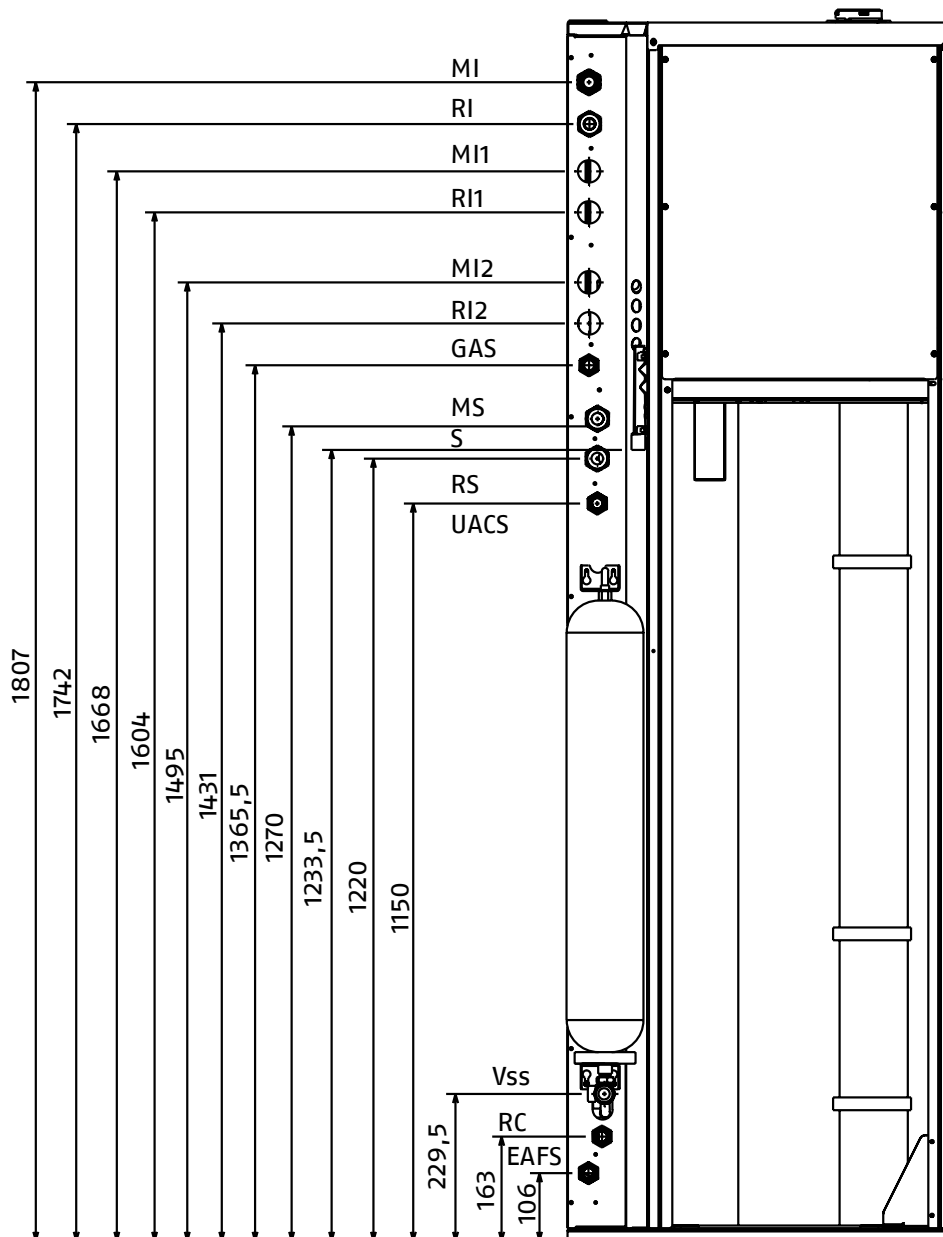 MI
RI
MI1
RI1
MI2
RI2
GAS
MS
S
RS
UACS
1807
1742
1668
1604
1495
1431
1365,5
1270
1233,5
1220
1150
Vss
RC
EAFS
229,5
163
106